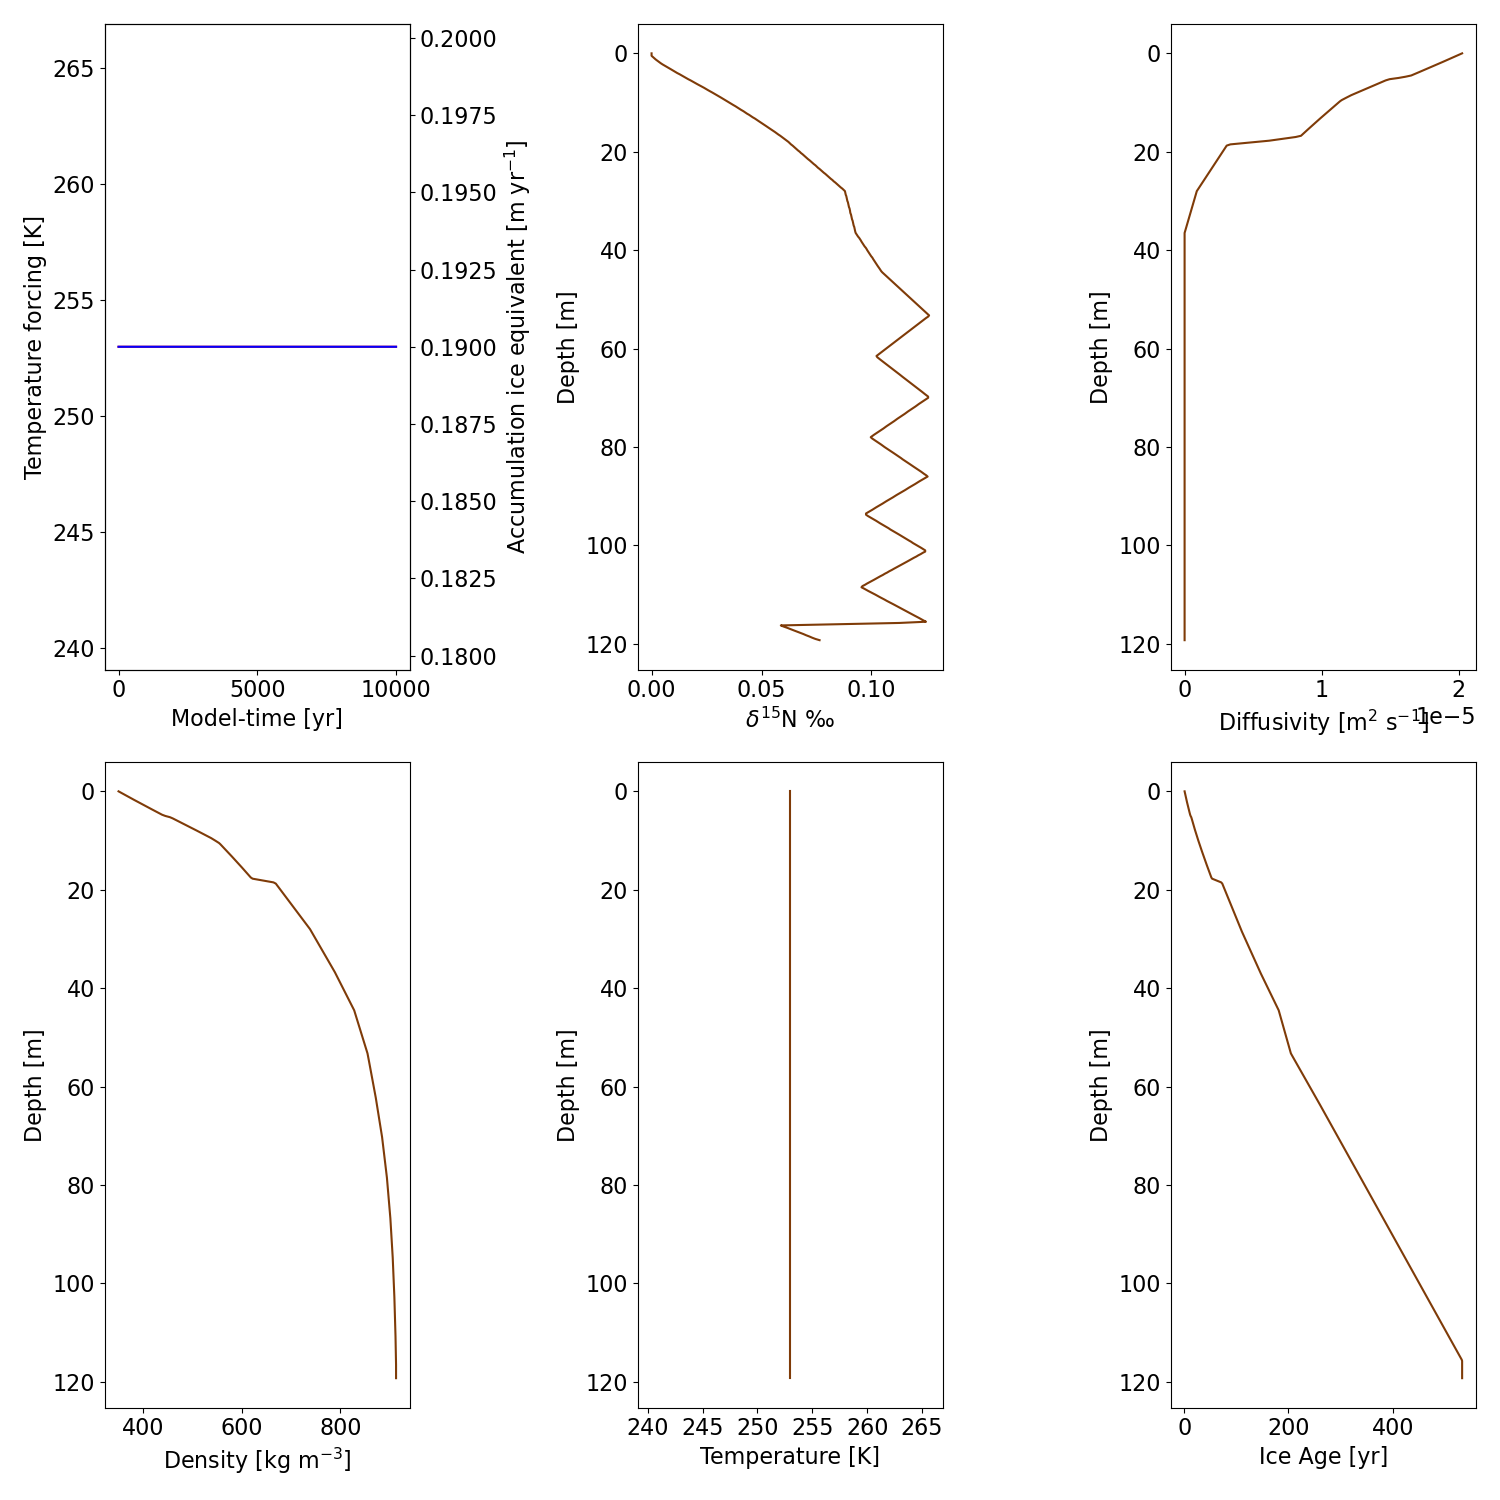 265
260
255
250
245
240
Temperature forcing [K]
0.2000
0.1975
0.1950
0.1925
0.1900
0.1875
0.1850
0.1825
0.1800
Accumulation ice equivalent [m yr⁻¹]
0 5000 10000
Model-time [yr]
0
20
40
60
80
100
120
Depth [m]
0.00 0.05 0.10
δ¹⁵N ‰
0
20
40
60
80
100
120
Depth [m]
0 1 2
Diffusivity [m² s⁻¹]
1e−5
0
20
40
60
80
100
120
Depth [m]
400 600 800
Density [kg m⁻³]
0
20
40
60
80
100
120
Depth [m]
240 245 250 255 260 265
Temperature [K]
0
20
40
60
80
100
120
Depth [m]
0 200 400
Ice Age [yr]